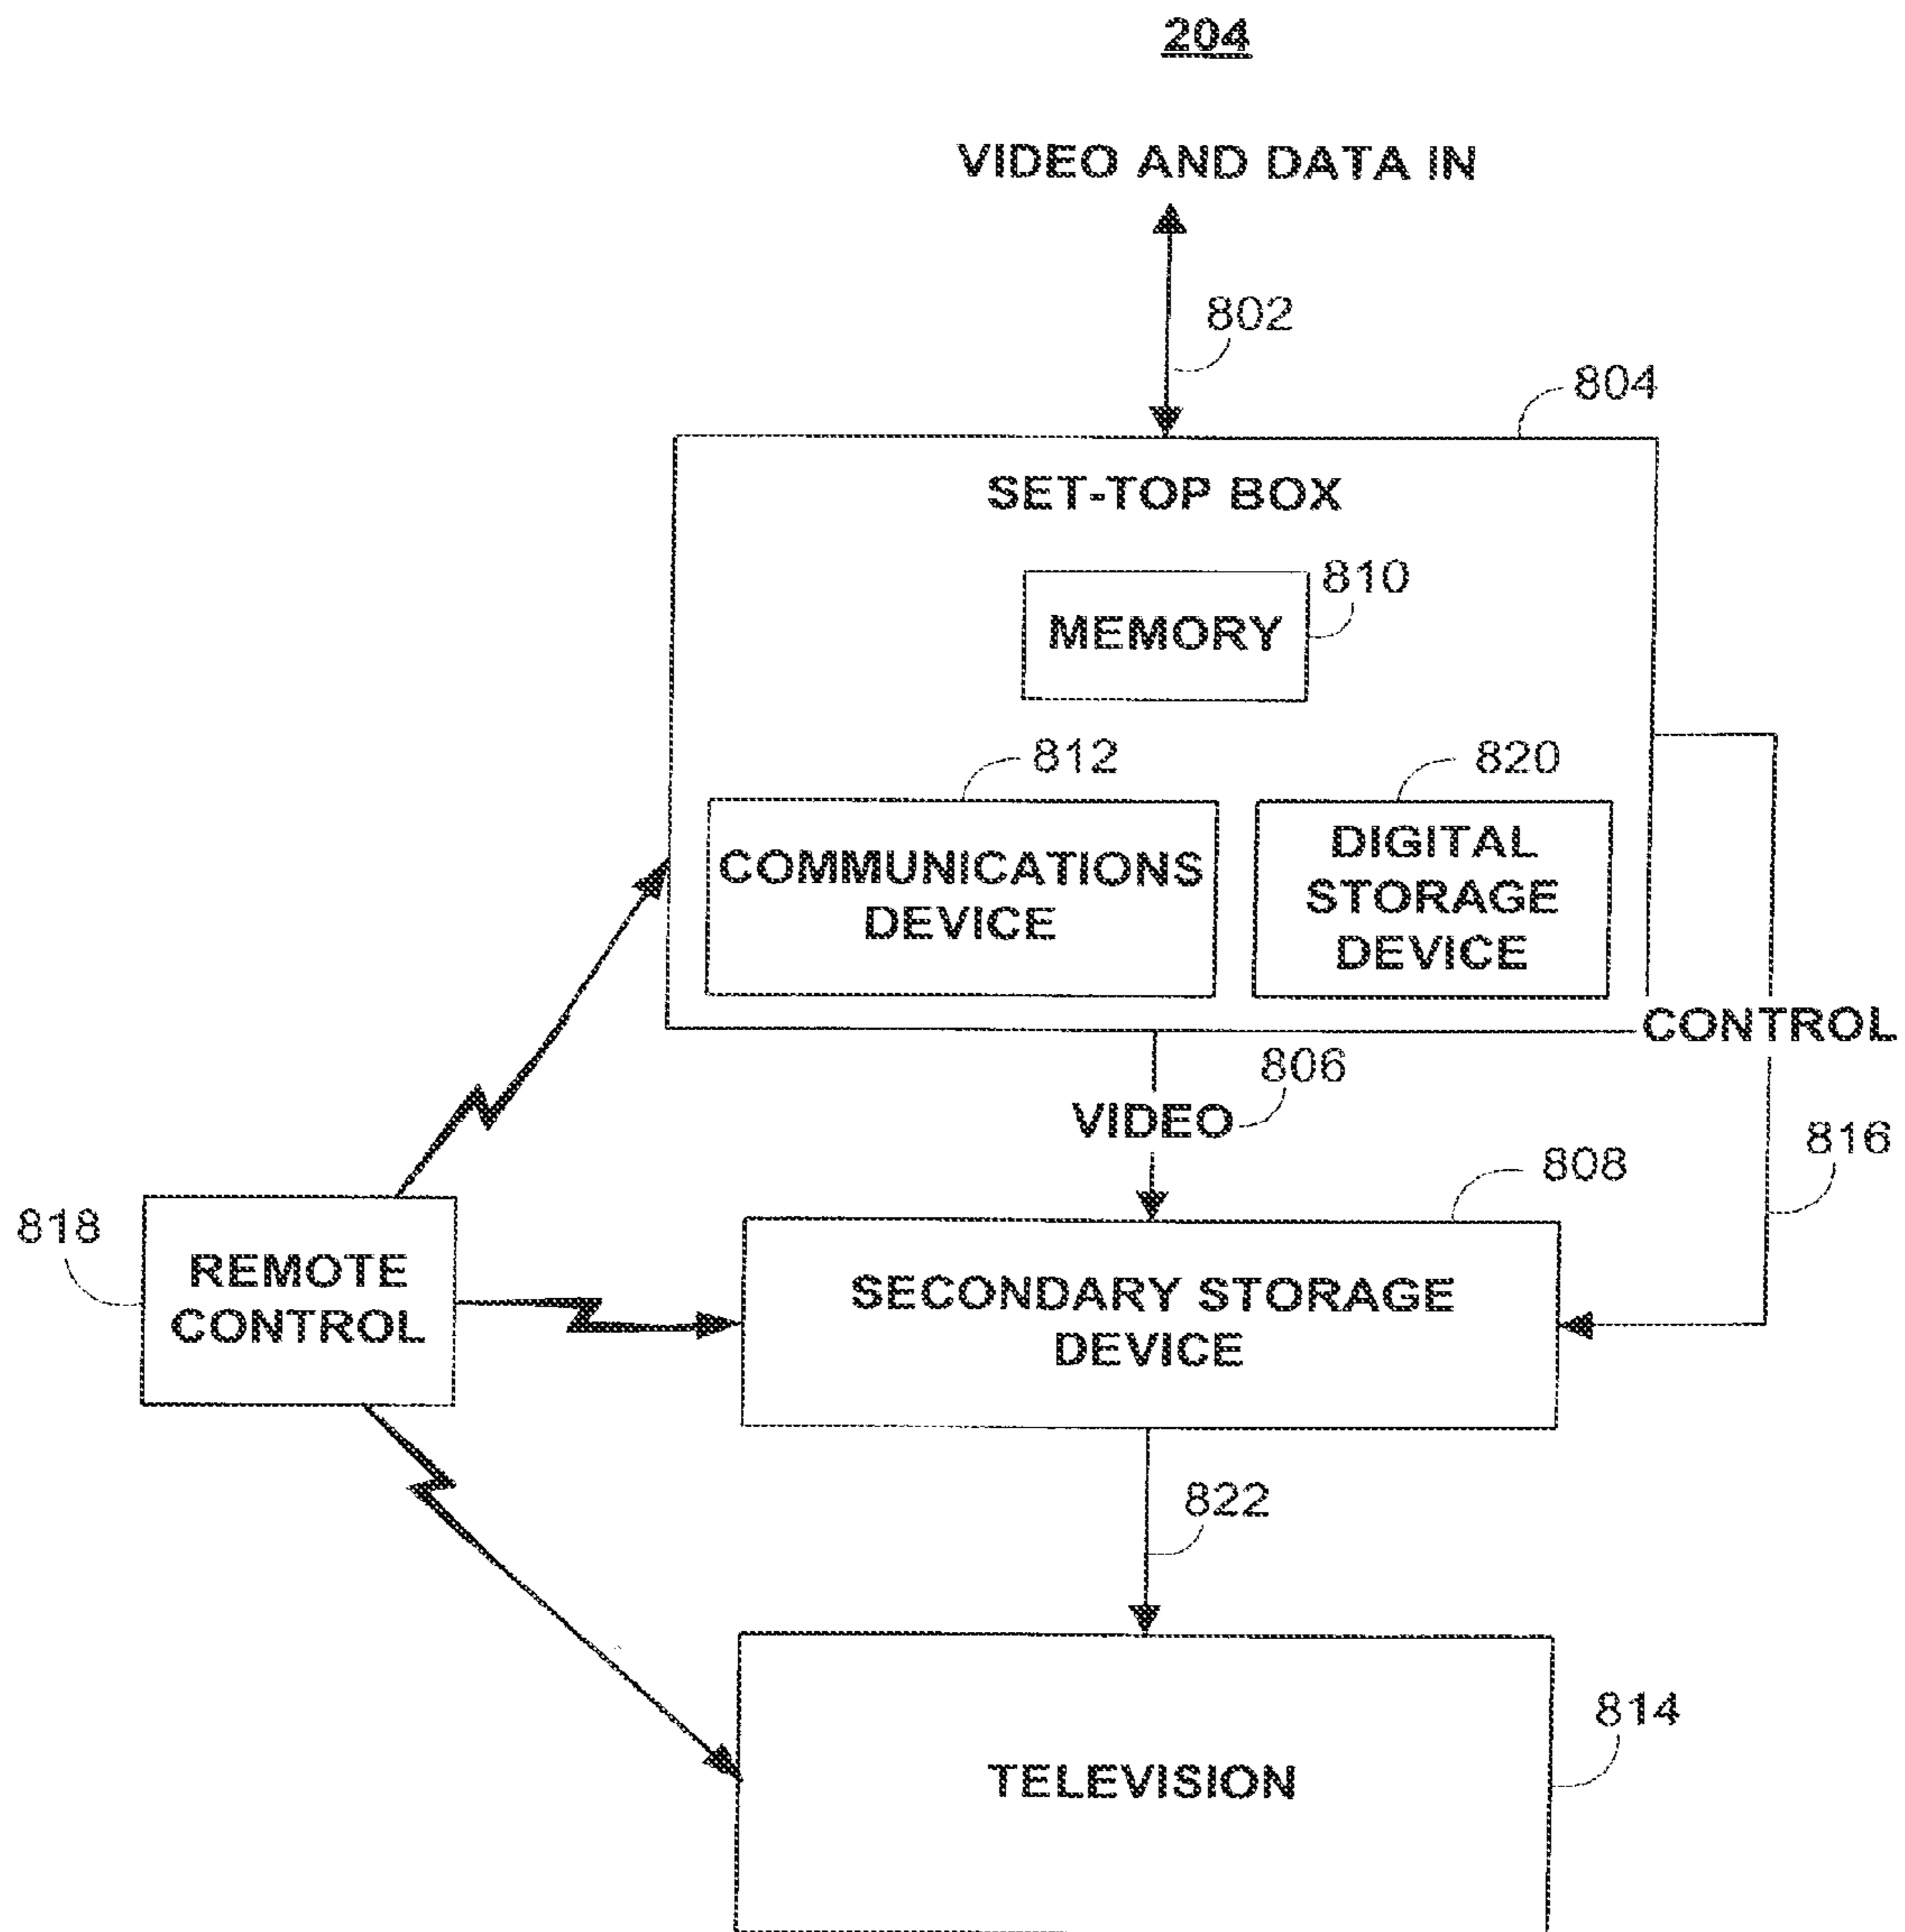 204
VIDEO AND DATA IN
802
804
SET-TOP BOX
810
MEMORY
812
820
COMMUNICATIONS
DEVICE
DIGITAL
STORAGE
DEVICE
CONTROL
806
VIDEO
816
808
818
REMOTE
CONTROL
SECONDARY STORAGE
DEVICE
822
814
TELEVISION